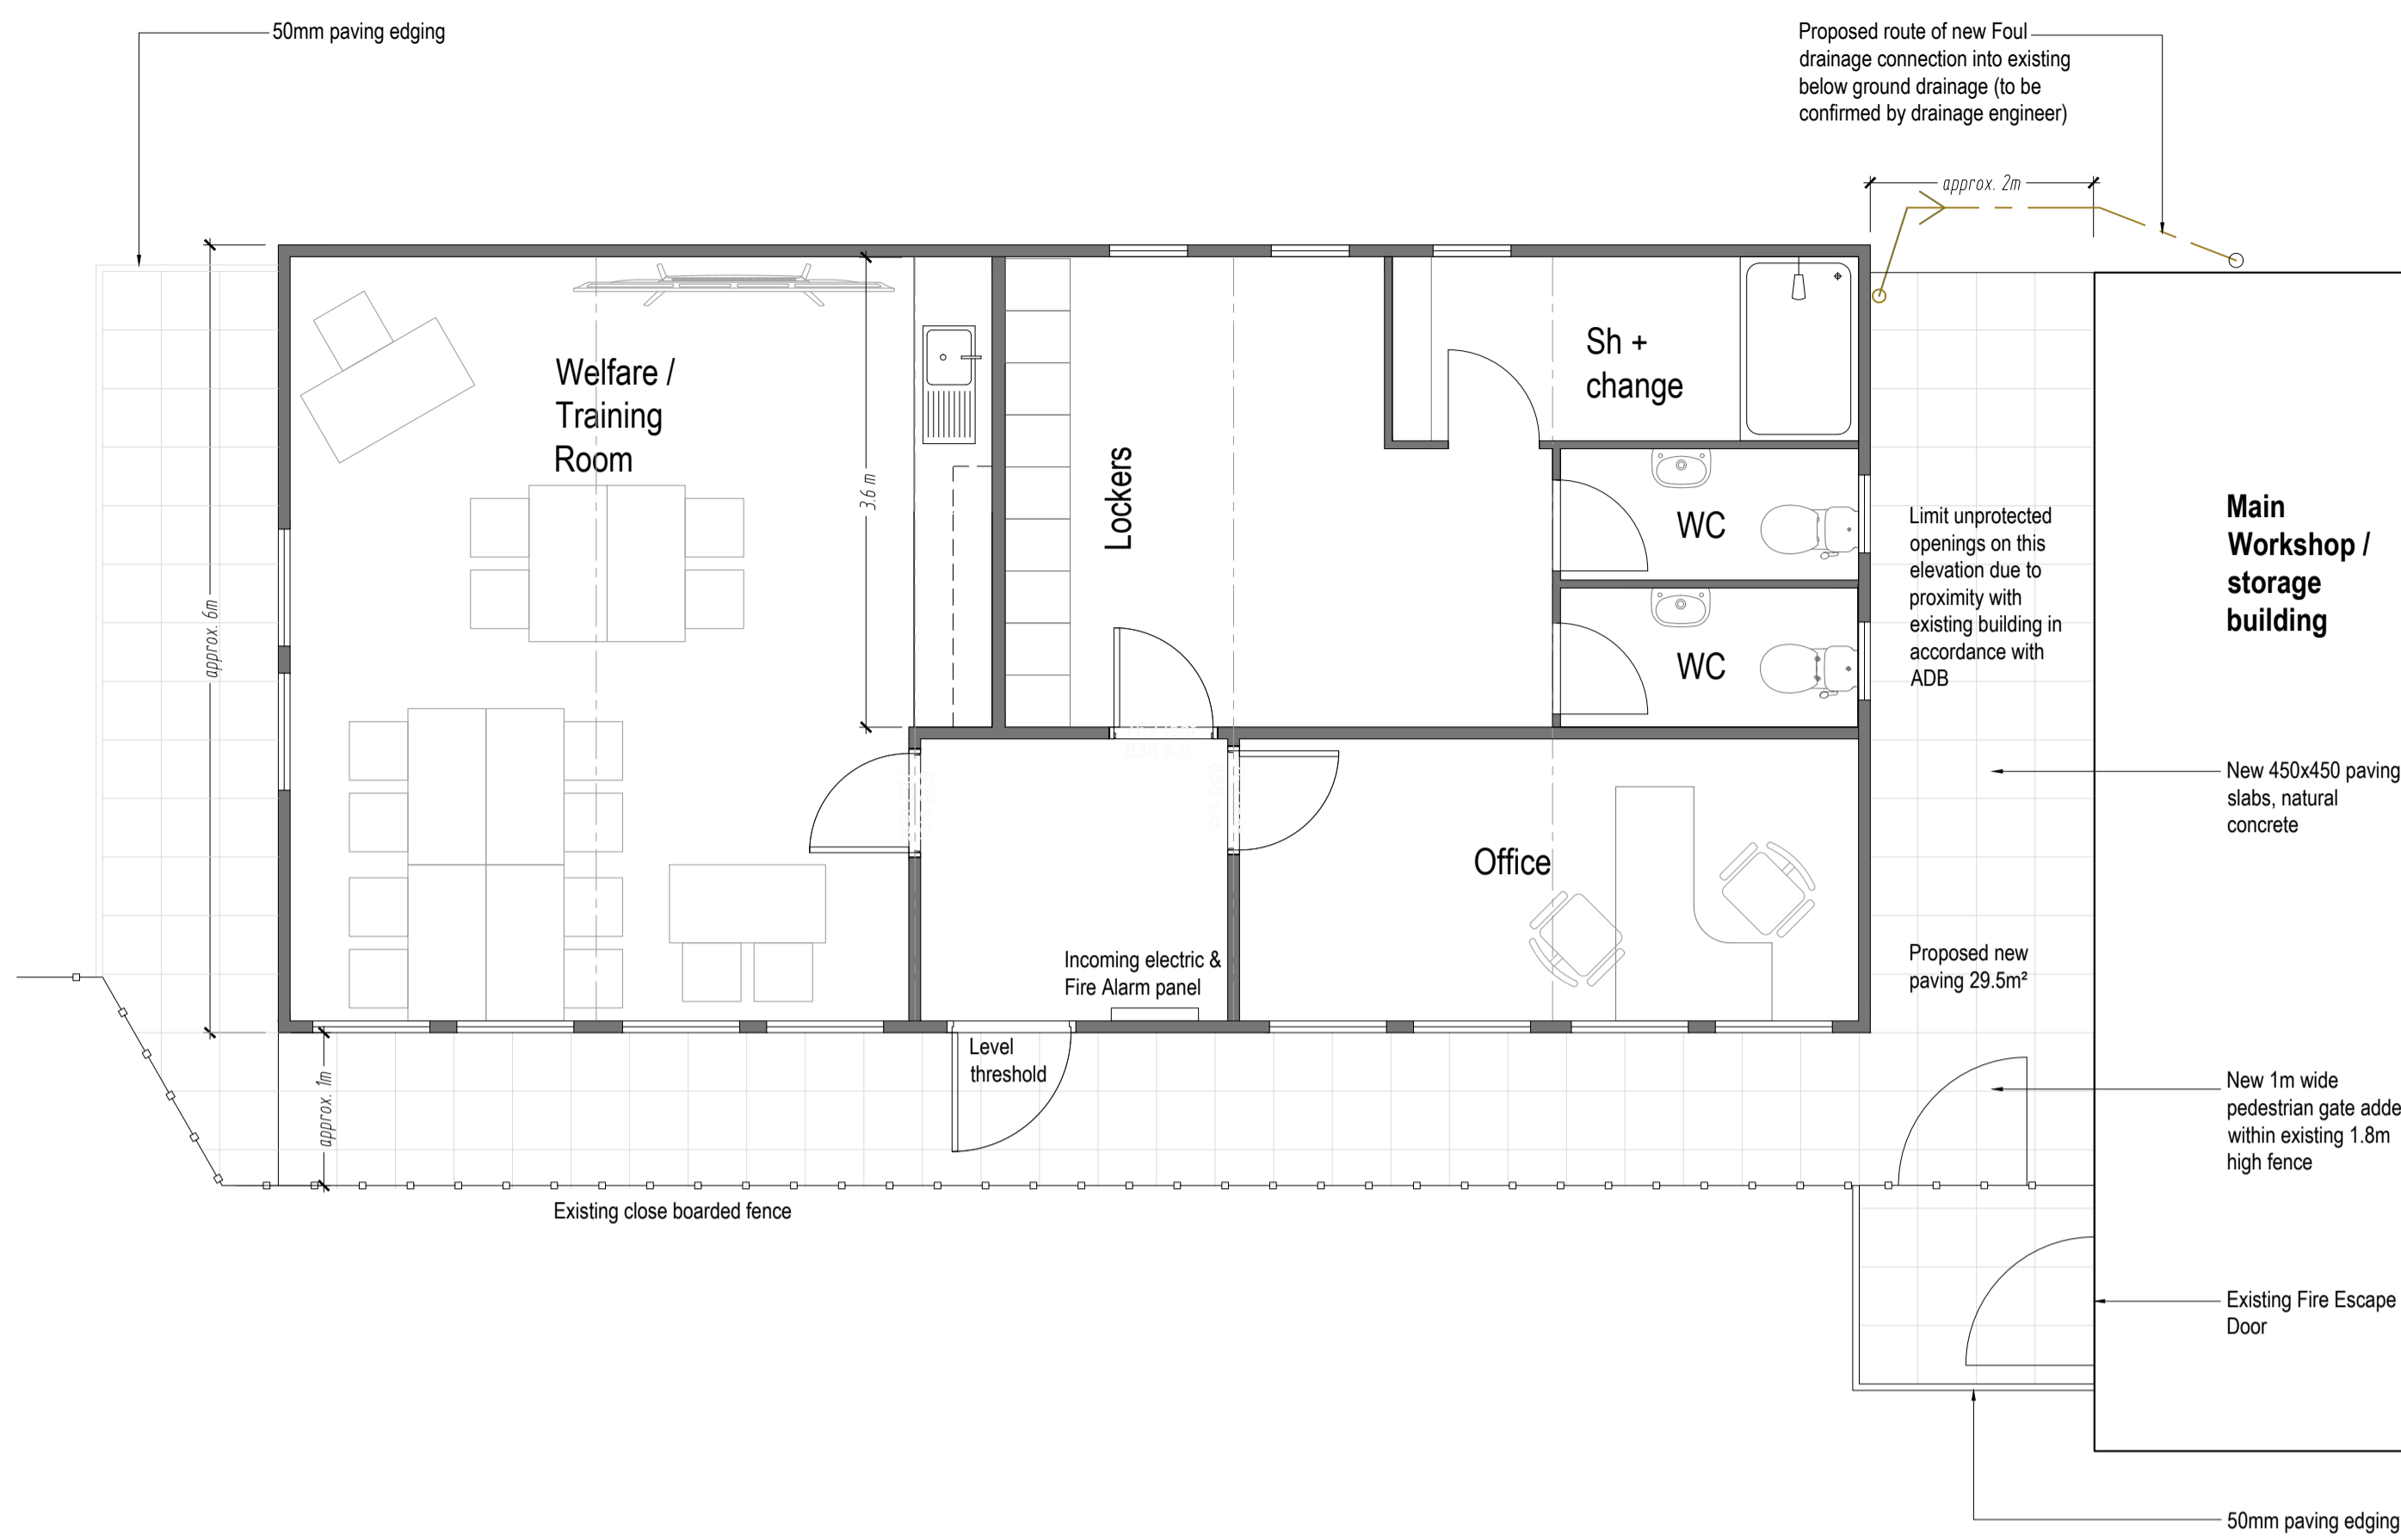 50mm paving edging
Proposed route of new Foul
drainage connection into existing
below ground drainage (to be
confirmed by drainage engineer)
approx. 2m
Welfare /
Training
Room
3.6 m
Lockers
Sh +
change
WC
WC
approx. 6m
Limit unprotected
openings on this
elevation due to
proximity with
existing building in
accordance with
ADB
Main
Workshop /
storage
building
838 s.o.
New 450x450 paving
slabs, natural
concrete
Office
Incoming electric &
Fire Alarm panel
Proposed new
paving 29.5m²
Level
threshold
approx. 1m
New 1m wide
pedestrian gate adde
within existing 1.8m
high fence
Existing close boarded fence
Existing Fire Escape
Door
50mm paving edging